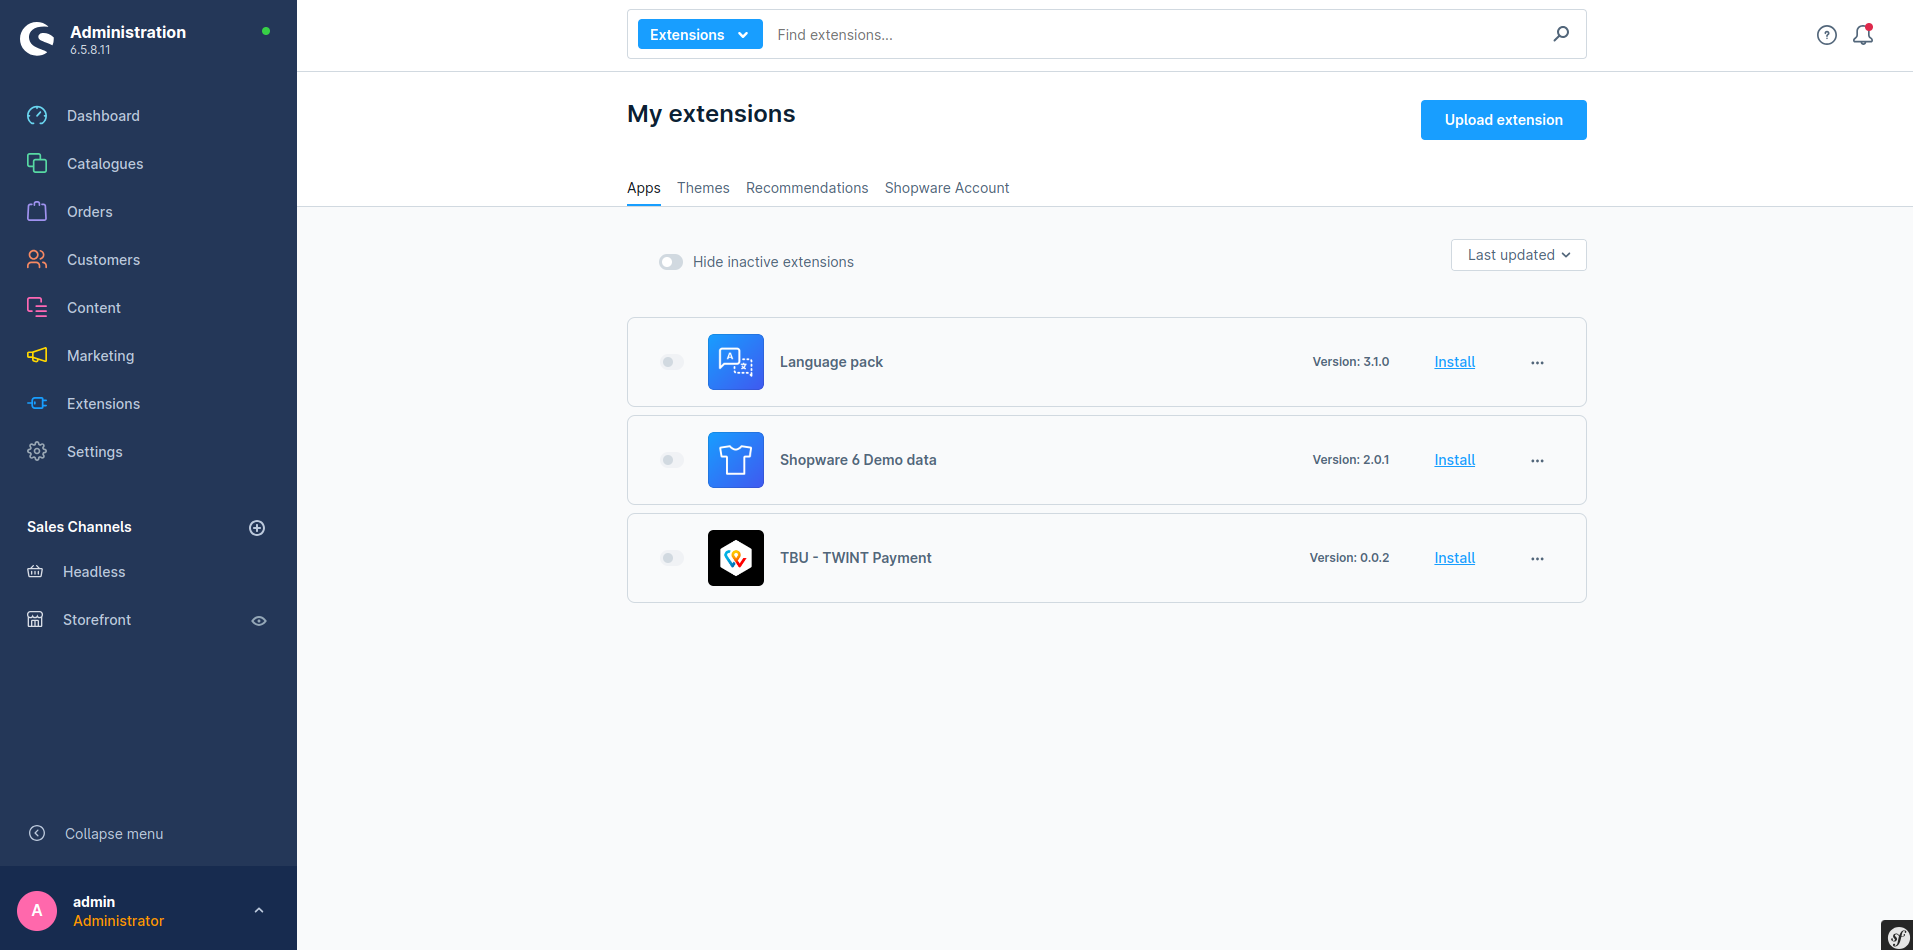 Administration
6.5.8.11
Dashboard
Catalogues
Orders
Customers
Content
Marketing
Extensions
Settings
Sales Channels
Headless
Storefront
Collapse menu
A
admin
Administrator
Extensions
Find extensions...
?
My extensions
Upload extension
Apps Themes Recommendations Shopware Account
Hide inactive extensions
Last updated
A
Language pack
Version: 3.1.0
Install
Shopware 6 Demo data
Version: 2.0.1
Install
TBU - TWINT Payment
Version: 0.0.2
Install
sf